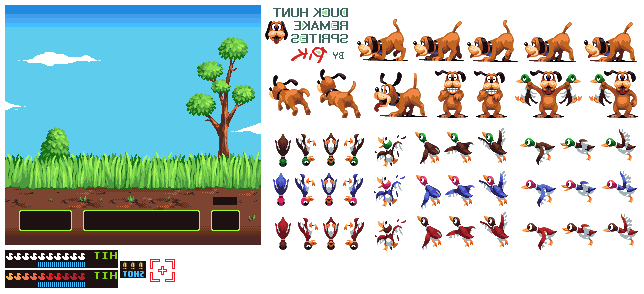 DUCK HUNT
REMAKE
SPRITES
BY PIK
HIT
HIT
SHOT